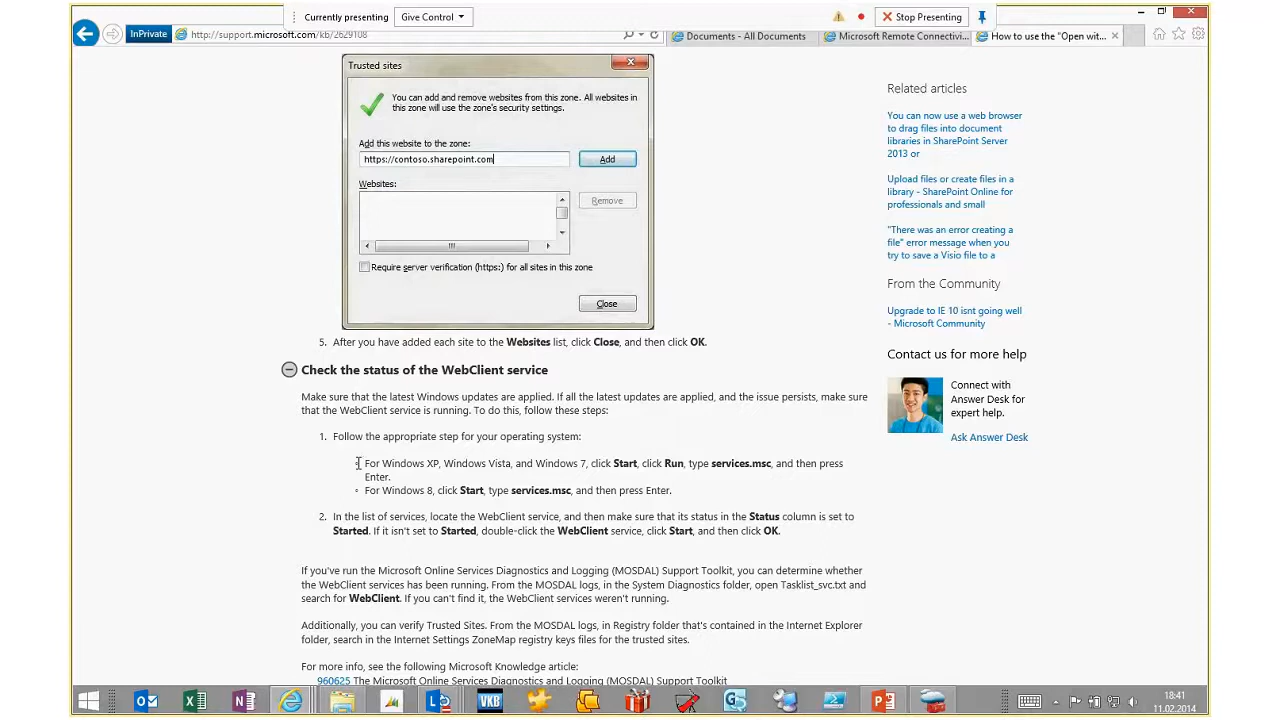 Currently presenting
Give Control
Stop Presenting
InPrivate
http://support.microsoft.com/kb/2629108
Documents - All Documents
Microsoft Remote Connectivi...
How to use the "Open wit...
Trusted sites
You can add and remove websites from this zone. All websites in
this zone will use the zone's security settings.
Add this website to the zone:
https://contoso.sharepoint.com
Add
Websites:
Remove
Require server verification (https:) for all sites in this zone
Close
5. After you have added each site to the Websites list, click Close, and then click OK.
Check the status of the WebClient service
Make sure that the latest Windows updates are applied. If all the latest updates are applied, and the issue persists, make sure
that the WebClient service is running. To do this, follow these steps:
1. Follow the appropriate step for your operating system:
For Windows XP, Windows Vista, and Windows 7, click Start, click Run, type services.msc, and then press
Enter.
◦ For Windows 8, click Start, type services.msc, and then press Enter.
2. In the list of services, locate the WebClient service, and then make sure that its status in the Status column is set to
Started. If it isn't set to Started, double-click the WebClient service, click Start, and then click OK.
If you've run the Microsoft Online Services Diagnostics and Logging (MOSDAL) Support Toolkit, you can determine whether
the WebClient services has been running. From the MOSDAL logs, in the System Diagnostics folder, open Tasklist_svc.txt and
search for WebClient. If you can't find it, the WebClient services weren't running.
Additionally, you can verify Trusted Sites. From the MOSDAL logs, in Registry folder that's contained in the Internet Explorer
folder, search in the Internet Settings ZoneMap registry keys files for the trusted sites.
For more info, see the following Microsoft Knowledge article:
960625 The Microsoft Online Services Diagnostics and Logging (MOSDAL) Support Toolkit
Related articles
You can now use a web browser
to drag files into document
libraries in SharePoint Server
2013 or
Upload files or create files in a
library - SharePoint Online for
professionals and small
"There was an error creating a
file" error message when you
try to save a Visio file to a
From the Community
Upgrade to IE 10 isnt going well
- Microsoft Community
Contact us for more help
Connect with
Answer Desk for
expert help.
Ask Answer Desk
VKB
18:41
11.02.2014